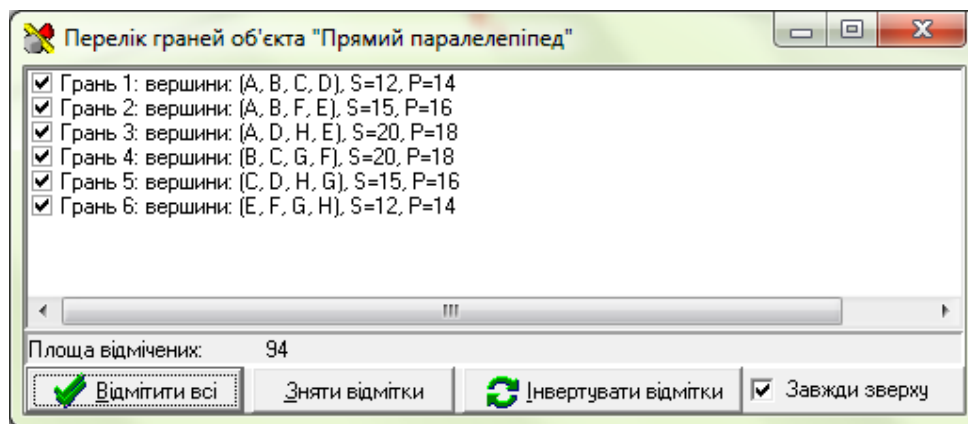 Перелік граней об'єкта "Прямий паралелепіпед"
Грань 1: вершини: (A, B, C, D), S=12, P=14
Грань 2: вершини: (A, B, F, E), S=15, P=16
Грань 3: вершини: (A, D, H, E), S=20, P=18
Грань 4: вершини: (B, C, G, F), S=20, P=18
Грань 5: вершини: (C, D, H, G), S=15, P=16
Грань 6: вершини: (E, F, G, H), S=12, P=14
Площа відмічених: 94
Відмітити всі Зняти відмітки Інвертувати відмітки Завжди зверху